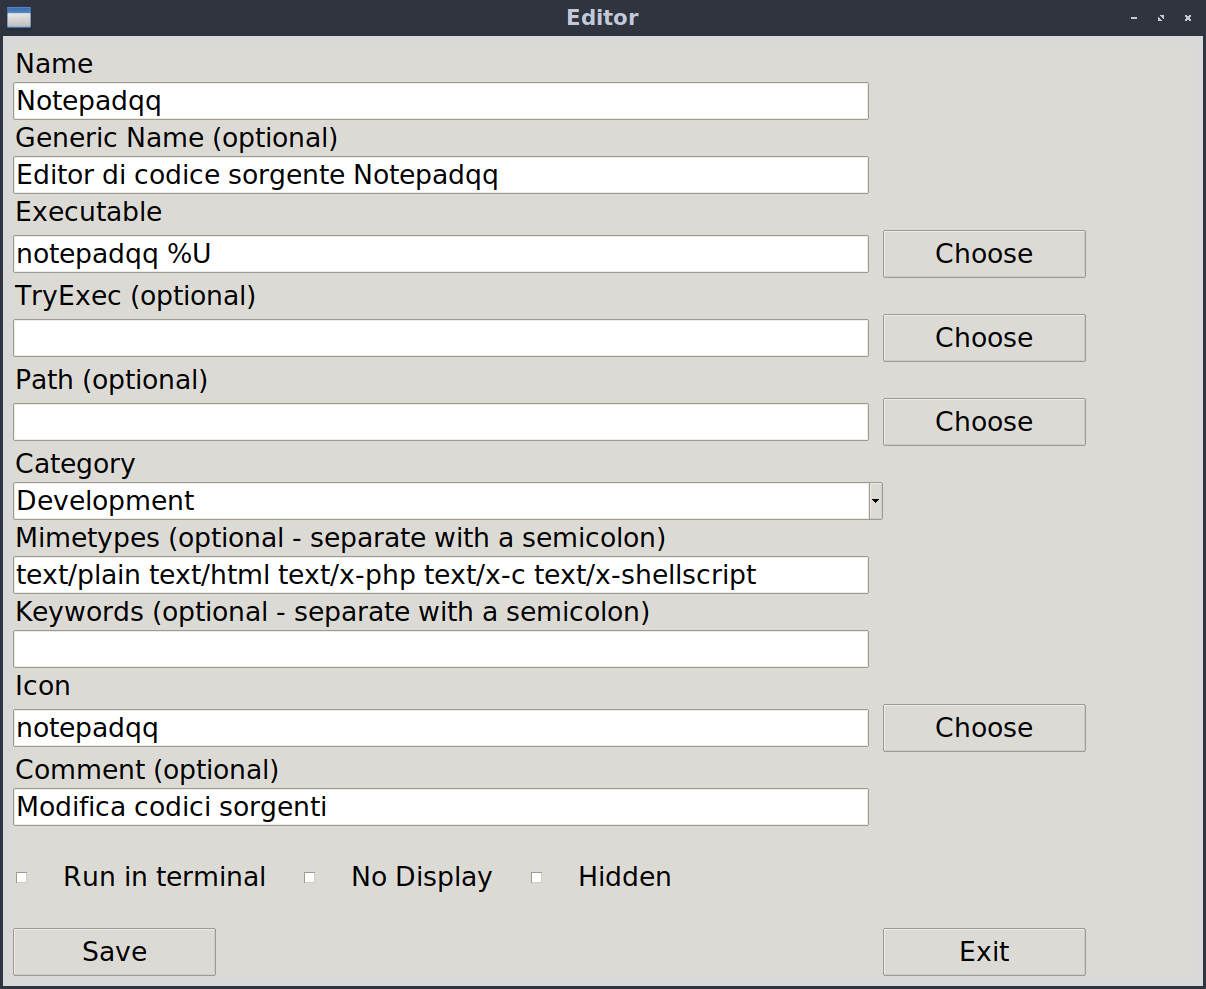 Editor
Name
Notepadqq
Generic Name (optional)
Editor di codice sorgente Notepadqq
Executable
notepadqq %U
Choose
TryExec (optional)
Choose
Path (optional)
Choose
Category
Development
Mimetypes (optional - separate with a semicolon)
text/plain text/html text/x-php text/x-c text/x-shellscript
Keywords (optional - separate with a semicolon)
Icon
notepadqq
Choose
Comment (optional)
Modifica codici sorgenti
Run in terminal
No Display
Hidden
Save
Exit